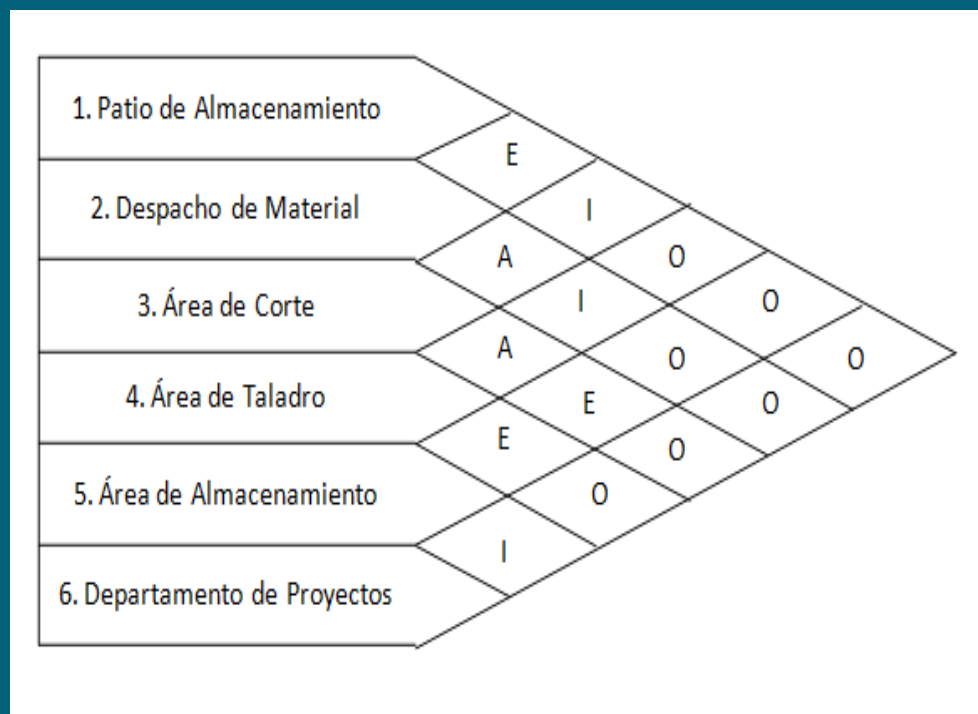 1. Patio de Almacenamiento
E
2. Despacho de Material
I
A
O
3. Área de Corte
I
O
A
O
O
4. Área de Taladro
E
O
E
O
5. Área de Almacenamiento
O
I
6. Departamento de Proyectos